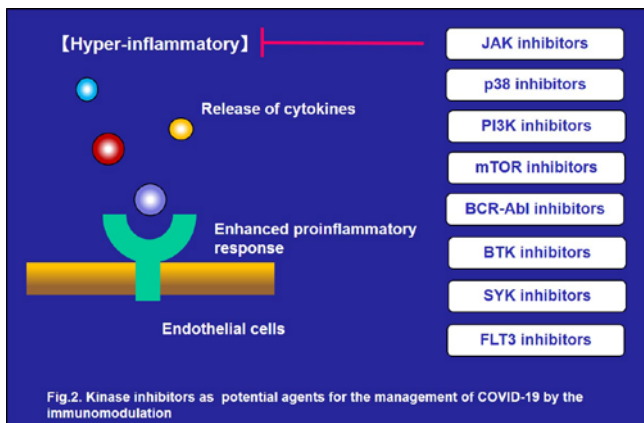 【Hyper-inflammatory】
JAK inhibitors
p38 inhibitors
Release of cytokines
PI3K inhibitors
mTOR inhibitors
BCR-Abl inhibitors
Enhanced proinflammatory
response
BTK inhibitors
SYK inhibitors
Endothelial cells
FLT3 inhibitors
Fig.2. Kinase inhibitors as potential agents for the management of COVID-19 by the
immunomodulation